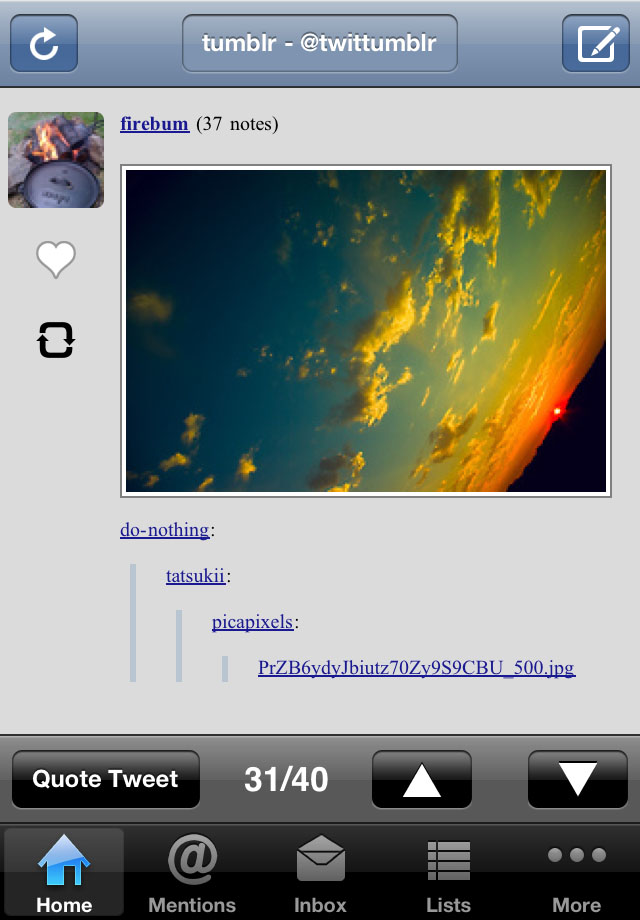 tumblr - @twittumblr
firebum (37 notes)
do-nothing:
tatsukii:
picapixels:
PrZB6ydyJbiutz70Zy9S9CBU_500.jpg
Quote Tweet
31/40
Home
Mentions
Inbox
Lists
More